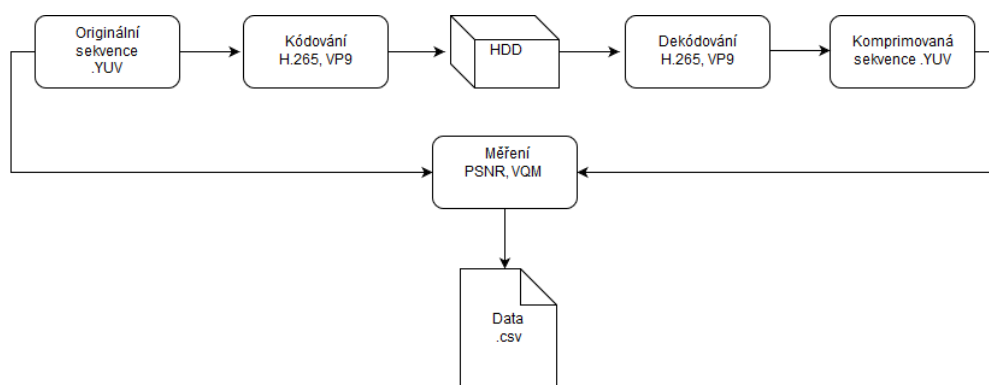 Originální
sekvence
.YUV
Kódování
H.265, VP9
HDD
Dekódování
H.265, VP9
Komprimovaná
sekvence .YUV
Měření
PSNR, VQM
Data
.csv